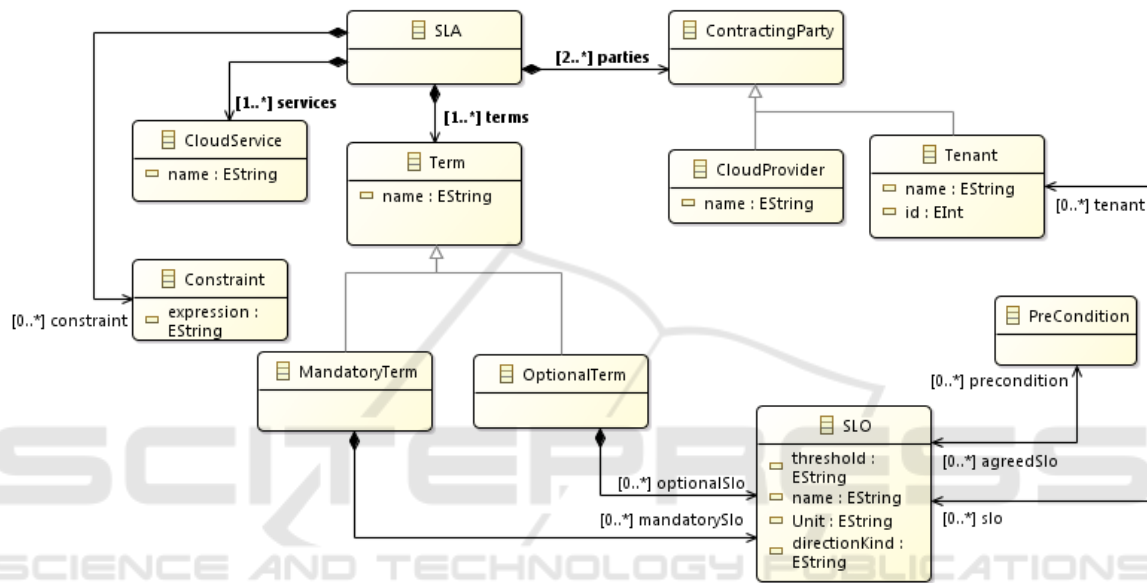 SLA
ContractingParty
[2..*] parties
[1..*] services
[1..*] terms
CloudService
name : EString
Term
name : EString
CloudProvider
name : EString
Tenant
name : EString
id : EInt
[0..*] tenant
Constraint
expression :
EString
[0..*] constraint
PreCondition
MandatoryTerm
OptionalTerm
[0..*] precondition
SLO
threshold :
EString
name : EString
Unit : EString
directionKind :
EString
[0..*] agreedSlo
[0..*] optionalSlo
[0..*] mandatorySlo
[0..*] slo
SCITEPRESS
SCIENCE AND TECHNOLOGY PUBLICATIONS